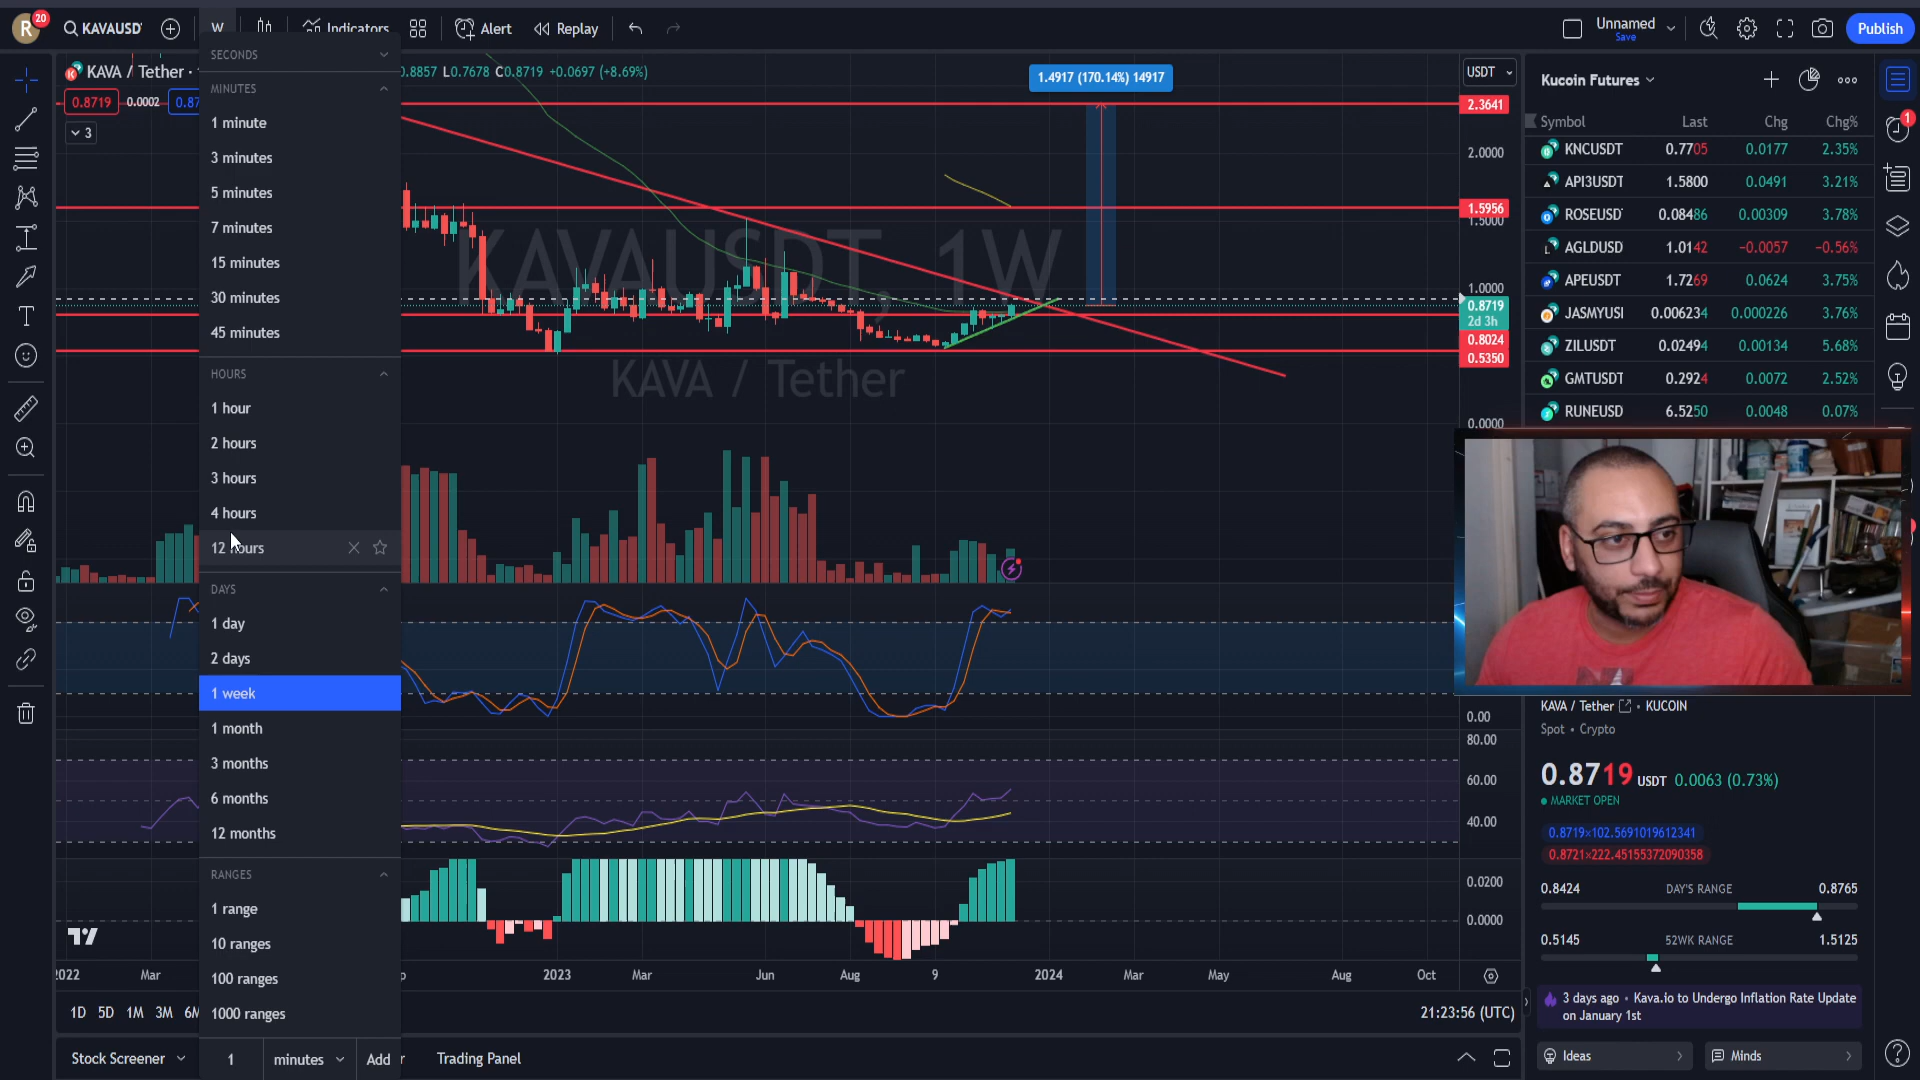 R 20 KAVAUSD W Indicators Alert Replay Unnamed Save Publish
KAVA / Tether · 0.8857 L0.7678 C0.8719 +0.0697 (+8.69%)
0.8719 0.0002 0.87
3
SECONDS
MINUTES
1 minute
3 minutes
5 minutes
7 minutes
15 minutes
30 minutes
45 minutes
HOURS
1 hour
2 hours
3 hours
4 hours
12 hours
DAYS
1 day
2 days
1 week
1 month
3 months
6 months
12 months
RANGES
1 range
10 ranges
100 ranges
1000 ranges
1 minutes Add
1.4917 (170.14%) 14917
KAVAUSDT, 1W
KAVA / Tether
USDT
2.3641
2.0000
1.5956
1.5000
1.0000
0.8719
2d 3h
0.8024
0.5350
0.0000
0.00
80.00
60.00
40.00
0.0200
0.0000
2022 Mar 2023 Mar Jun Aug 9 2024 Mar May Aug Oct
1D 5D 1M 3M 6M
21:23:56 (UTC)
Stock Screener
Trading Panel
Kucoin Futures
1
Symbol Last Chg Chg%
KNCUSDT 0.7705 0.0177 2.35%
API3USDT 1.5800 0.0491 3.21%
ROSEUSD 0.08486 0.00309 3.78%
AGLDUSD 1.0142 -0.0057 -0.56%
APEUSDT 1.7269 0.0624 3.75%
JASMYUSI 0.006234 0.000226 3.76%
ZILUSDT 0.02494 0.00134 5.68%
GMTUSDT 0.2924 0.0072 2.52%
RUNEUSD 6.5250 0.0048 0.07%
KAVA / Tether • KUCOIN
Spot • Crypto
0.8719 USDT 0.0063 (0.73%)
MARKET OPEN
0.8719×102.5691019612341
0.8721×222.45155372090358
0.8424 DAY'S RANGE 0.8765
0.5145 52WK RANGE 1.5125
3 days ago • Kava.io to Undergo Inflation Rate Update
on January 1st
Ideas
Minds